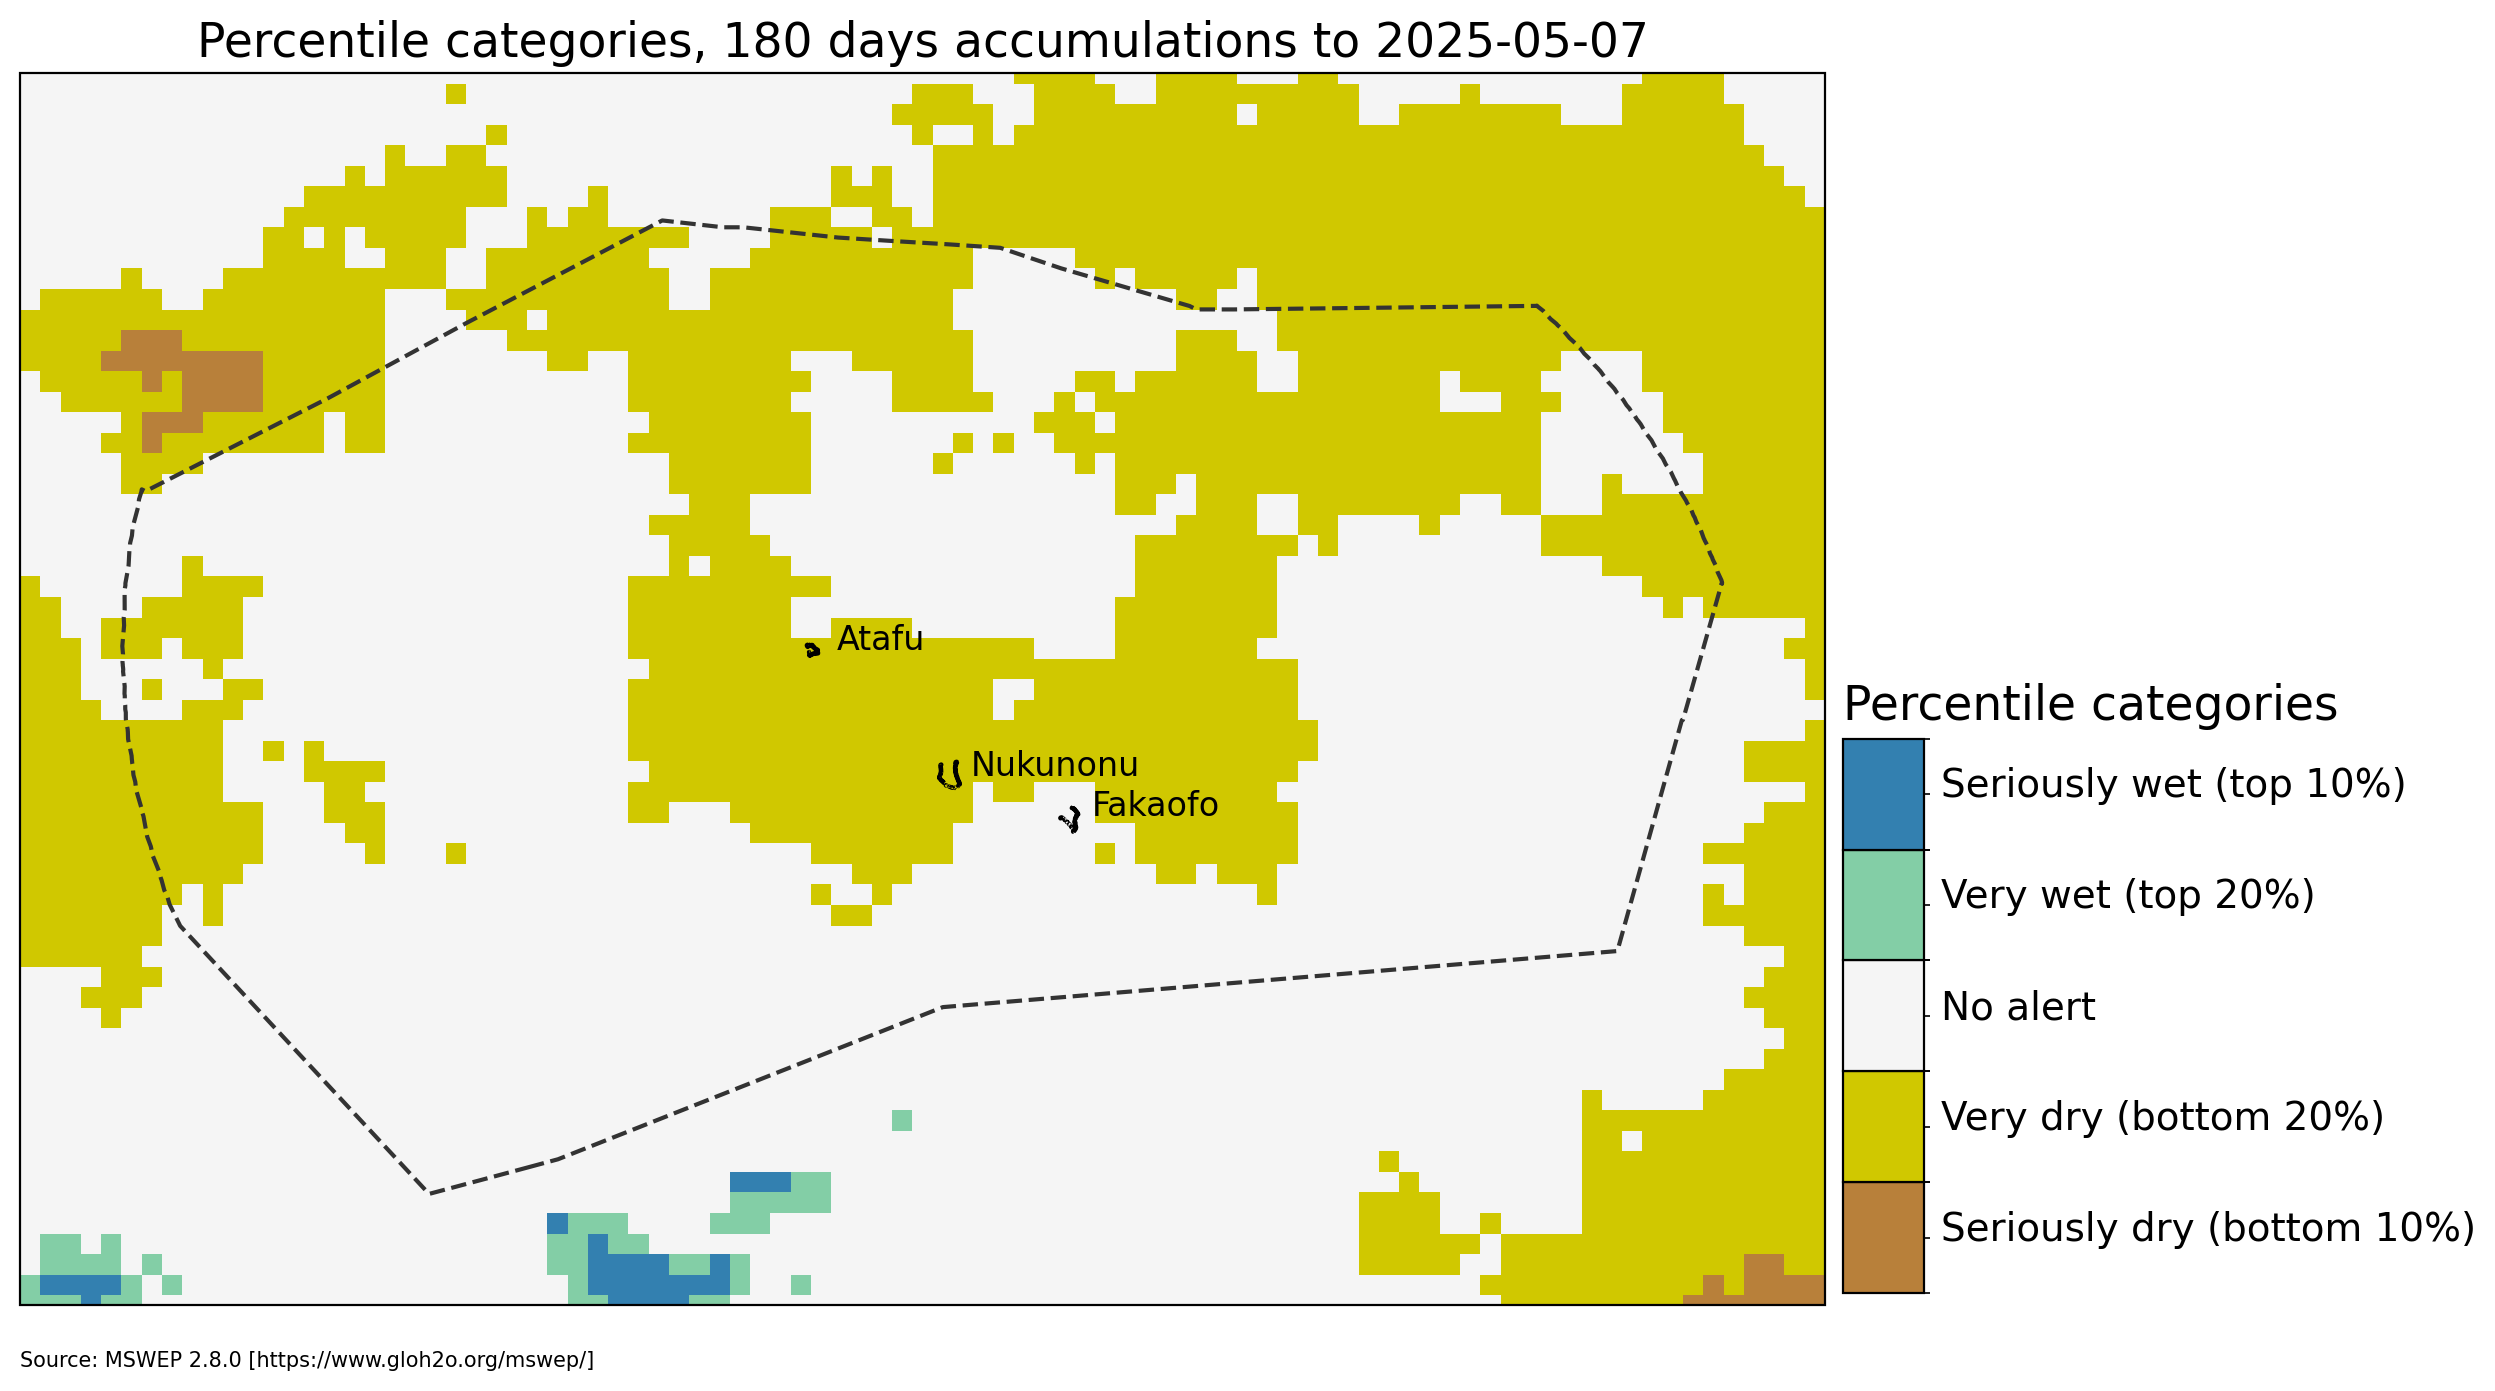 Percentile categories, 180 days accumulations to 2025-05-07
Atafu
Nukunonu
Fakaofo
Percentile categories
Seriously wet (top 10%)
Very wet (top 20%)
No alert
Very dry (bottom 20%)
Seriously dry (bottom 10%)
Source: MSWEP 2.8.0 [https://www.gloh2o.org/mswep/]